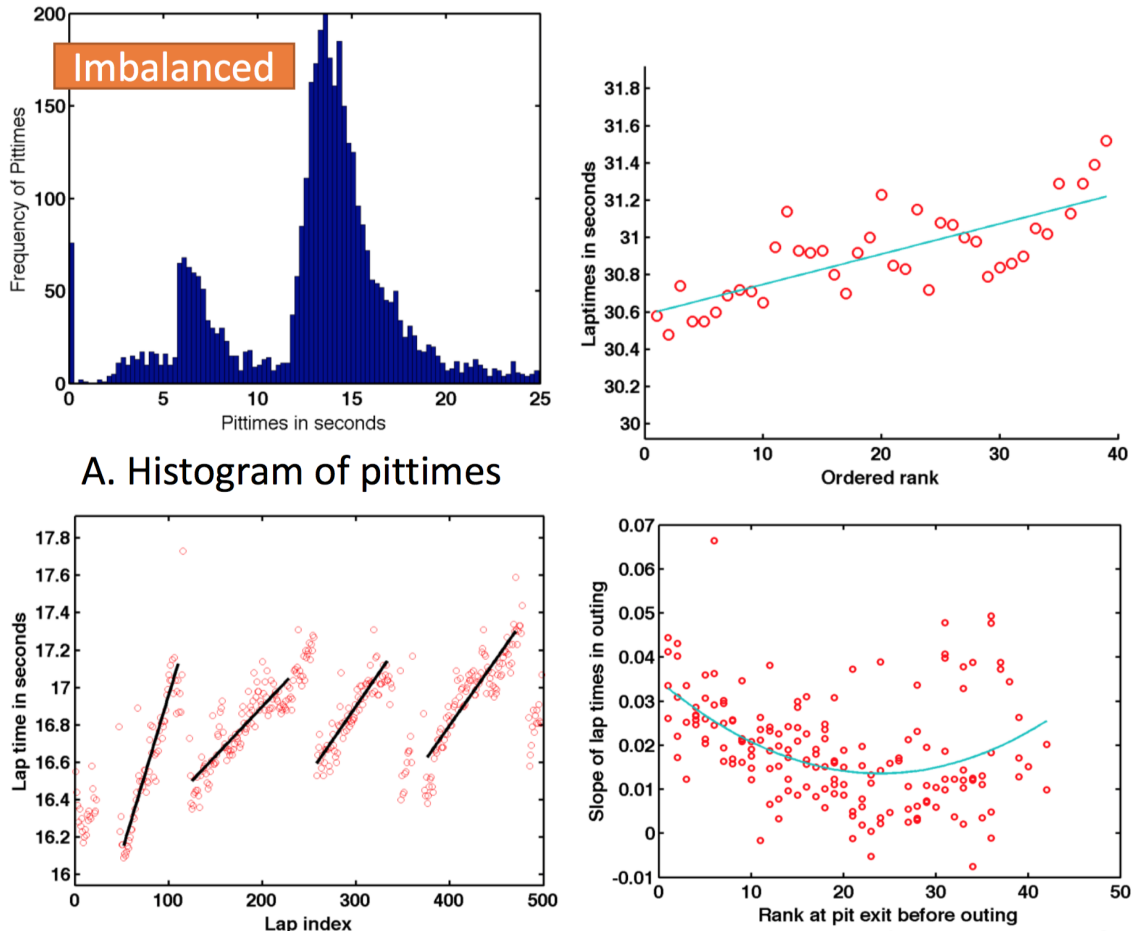 Imbalanced
Frequency of Pittimes
200
150
100
50
0
0 5 10 15 20 25
Pittimes in seconds
A. Histogram of pittimes
Laptimes in seconds
31.8
31.6
31.4
31.2
31
30.8
30.6
30.4
30.2
30
0 10 20 30 40
Ordered rank
Lap time in seconds
17.8
17.6
17.4
17.2
17
16.8
16.6
16.4
16.2
16
0 100 200 300 400 500
Lap index
Slope of lap times in outing
0.07
0.06
0.05
0.04
0.03
0.02
0.01
0
-0.01
0 10 20 30 40 50
Rank at pit exit before outing